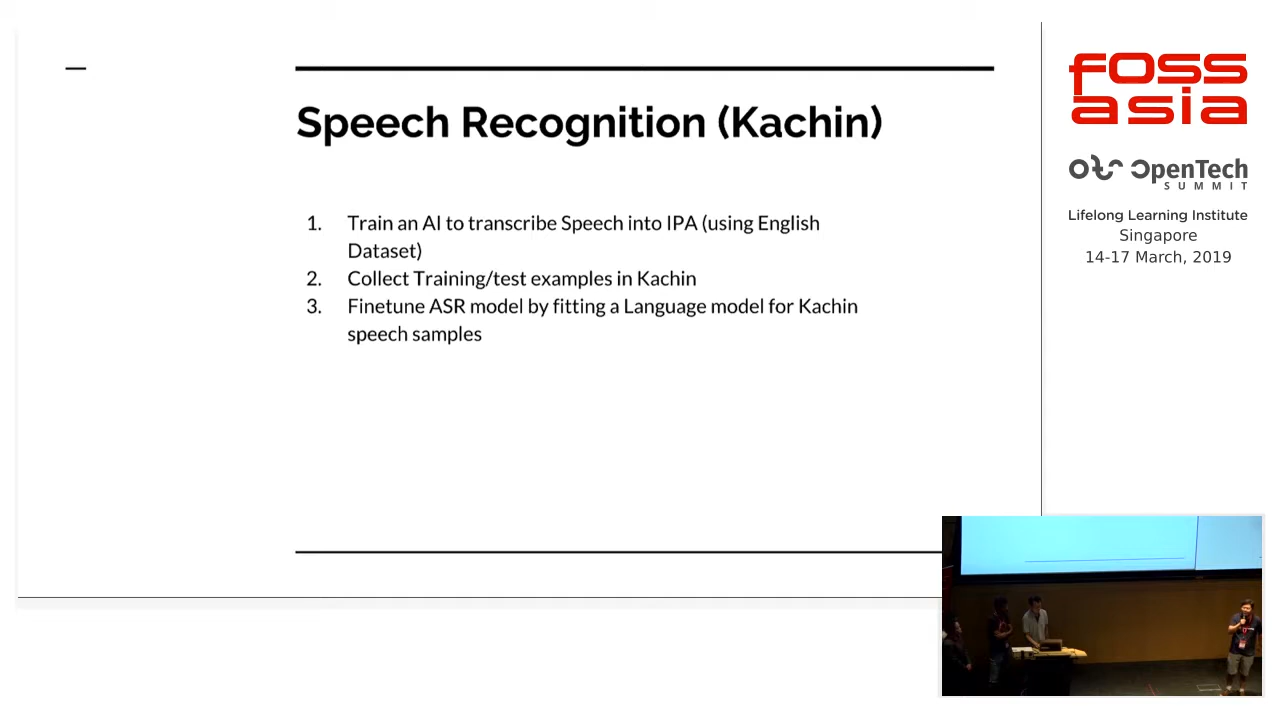 Speech Recognition (Kachin)
1. Train an AI to transcribe Speech into IPA (using English
Dataset)
2. Collect Training/test examples in Kachin
3. Finetune ASR model by fitting a Language model for Kachin
speech samples
foss
asia
OTS OpenTech
SUMMIT
Lifelong Learning Institute
Singapore
14-17 March, 2019